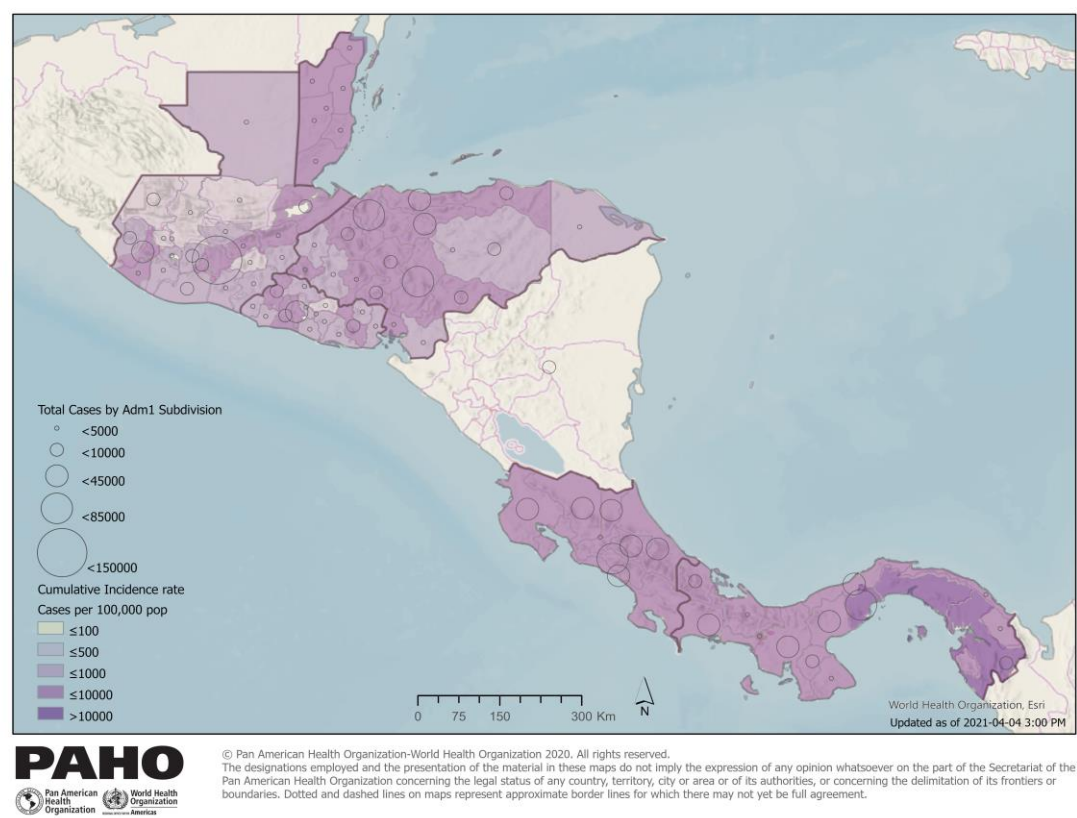 Total Cases by Adm1 Subdivision
<5000
<10000
<45000
<85000
<150000
Cumulative Incidence rate
Cases per 100,000 pop
≤100
≤500
≤1000
≤10000
>10000
0 75 150 300 Km
N
World Health Organization, Esri
Updated as of 2021-04-04 3:00 PM
PAHO
Pan American
Health
Organization
World Health
Organization
Americas
© Pan American Health Organization-World Health Organization 2020. All rights reserved.
The designations employed and the presentation of the material in these maps do not imply the expression of any opinion whatsoever on the part of the Secretariat of the
Pan American Health Organization concerning the legal status of any country, territory, city or area or of its authorities, or concerning the delimitation of its frontiers or
boundaries. Dotted and dashed lines on maps represent approximate border lines for which there may not yet be full agreement.